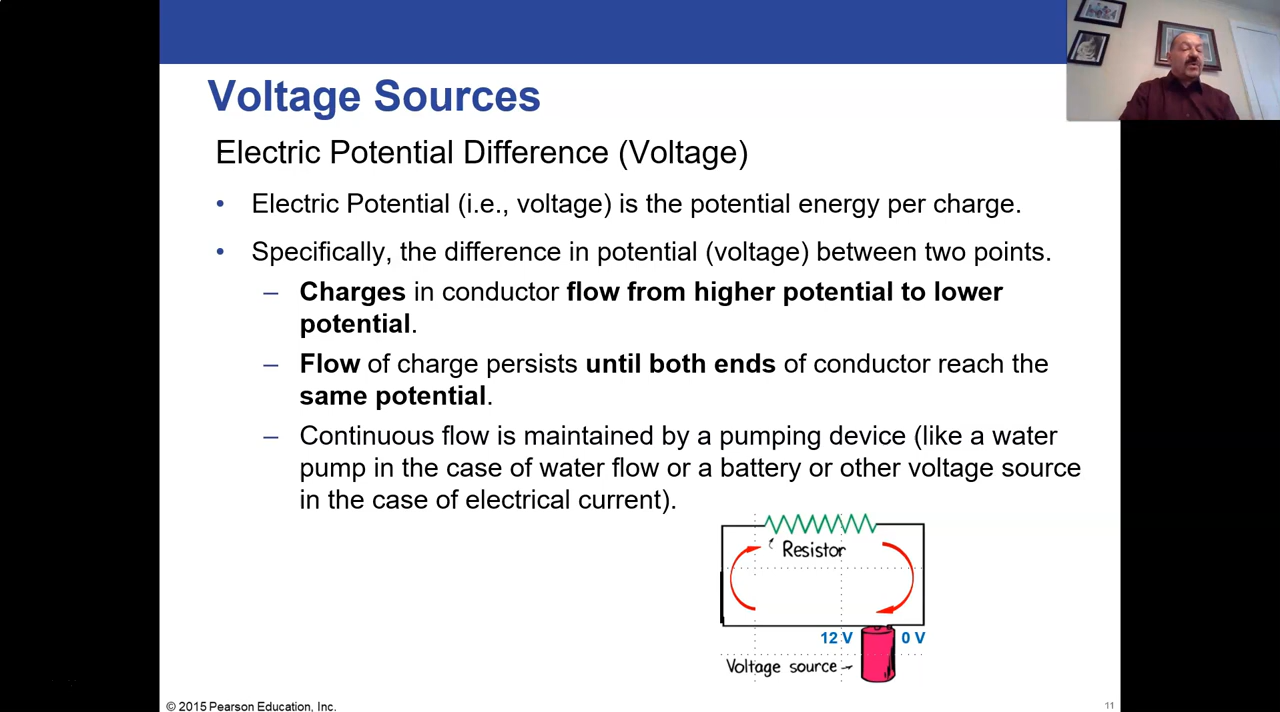 Voltage Sources
Electric Potential Difference (Voltage)
• Electric Potential (i.e., voltage) is the potential energy per charge.
• Specifically, the difference in potential (voltage) between two points.
– Charges in conductor flow from higher potential to lower
potential.
– Flow of charge persists until both ends of conductor reach the
same potential.
– Continuous flow is maintained by a pumping device (like a water
pump in the case of water flow or a battery or other voltage source
in the case of electrical current).
Resistor
12 V 0 V
Voltage source
© 2015 Pearson Education, Inc.
11